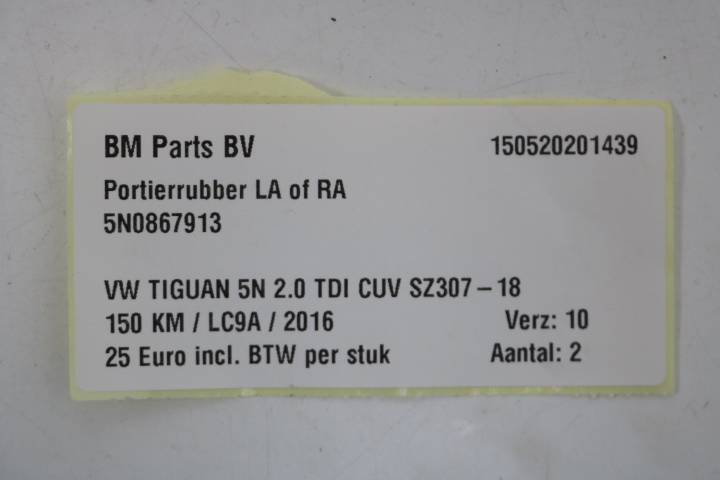 BM Parts BV 150520201439
Portierrubber LA of RA
5N0867913
VW TIGUAN 5N 2.0 TDI CUV SZ307-18
150 KM / LC9A / 2016 Verz: 10
25 Euro incl. BTW per stuk Aantal: 2